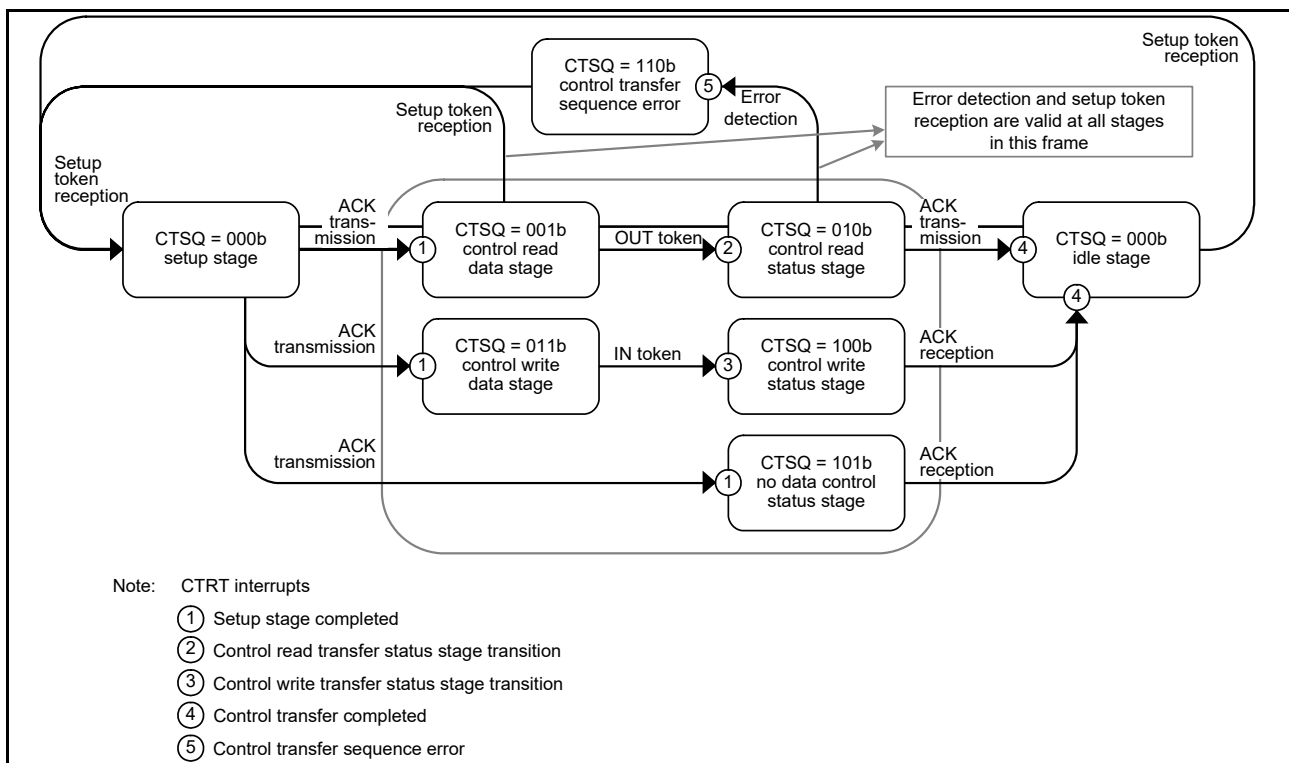 Setup token
reception
CTSQ = 110b
control transfer
sequence error
5
Error
detection
Setup token
reception
Error detection and setup token
reception are valid at all stages
in this frame
Setup
token
reception
CTSQ = 000b
setup stage
ACK
trans-
mission
1
CTSQ = 001b
control read
data stage
OUT token
2
CTSQ = 010b
control read
status stage
ACK
trans-
mission
4
CTSQ = 000b
idle stage
4
ACK
transmission
1
CTSQ = 011b
control write
data stage
IN token
3
CTSQ = 100b
control write
status stage
ACK
reception
ACK
transmission
1
CTSQ = 101b
no data control
status stage
ACK
reception
Note: CTRT interrupts
1 Setup stage completed
2 Control read transfer status stage transition
3 Control write transfer status stage transition
4 Control transfer completed
5 Control transfer sequence error